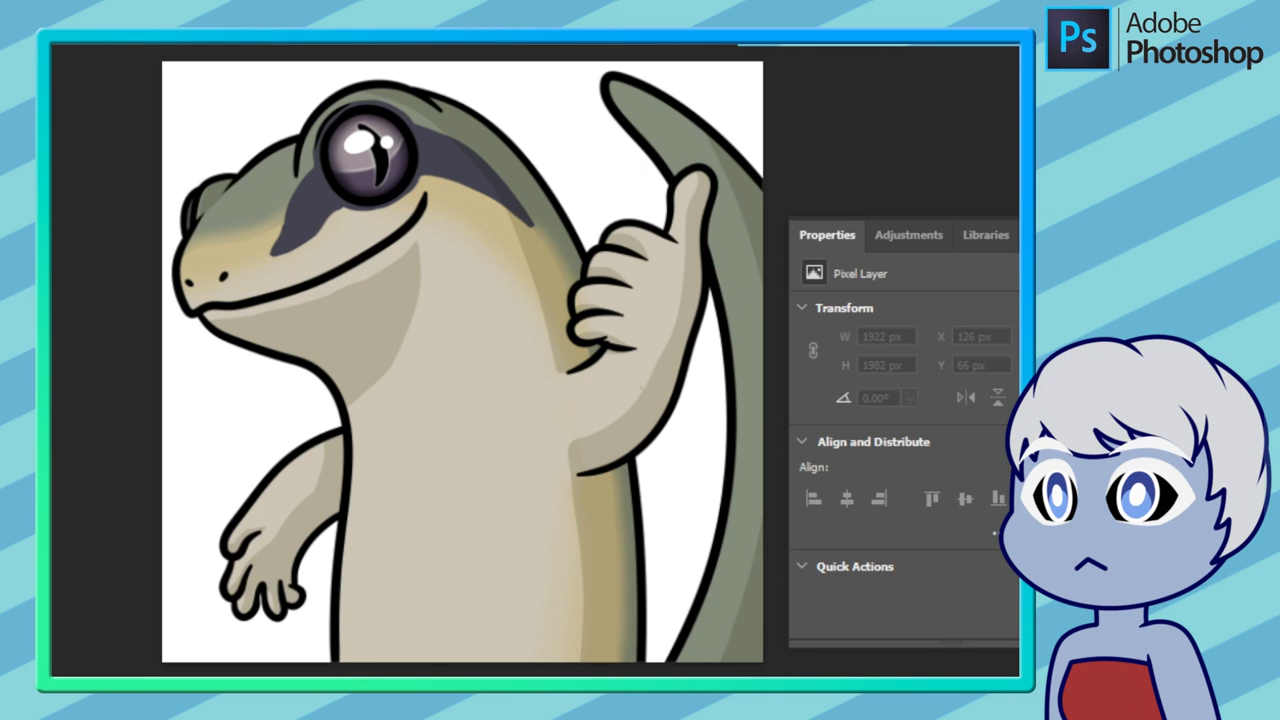 Ps
Adobe
Photoshop
Properties Adjustments Libraries
Pixel Layer
Transform
W 1922 px X 126 px
H 1982 px Y 66 px
0,00°
Align and Distribute
Align:
Quick Actions